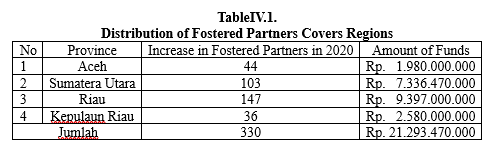 TableIV.1.
Distribution of Fostered Partners Covers Regions
No Province Increase in Fostered Partners in 2020 Amount of Funds
1 Aceh 44 Rp. 1.980.000.000
2 Sumatera Utara 103 Rp. 7.336.470.000
3 Riau 147 Rp. 9.397.000.000
4 Kepulaun Riau 36 Rp. 2.580.000.000
Jumlah 330 Rp. 21.293.470.000